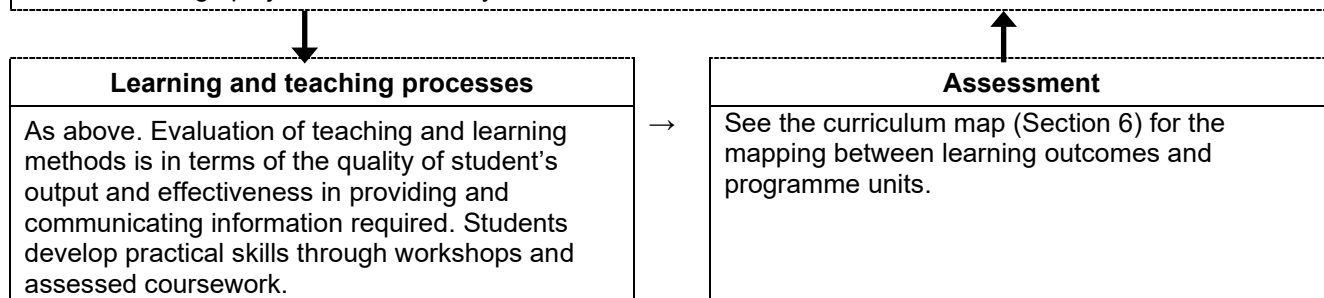 Learning and teaching processes
As above. Evaluation of teaching and learning
methods is in terms of the quality of student’s
output and effectiveness in providing and
communicating information required. Students
develop practical skills through workshops and
assessed coursework.
→
Assessment
See the curriculum map (Section 6) for the
mapping between learning outcomes and
programme units.